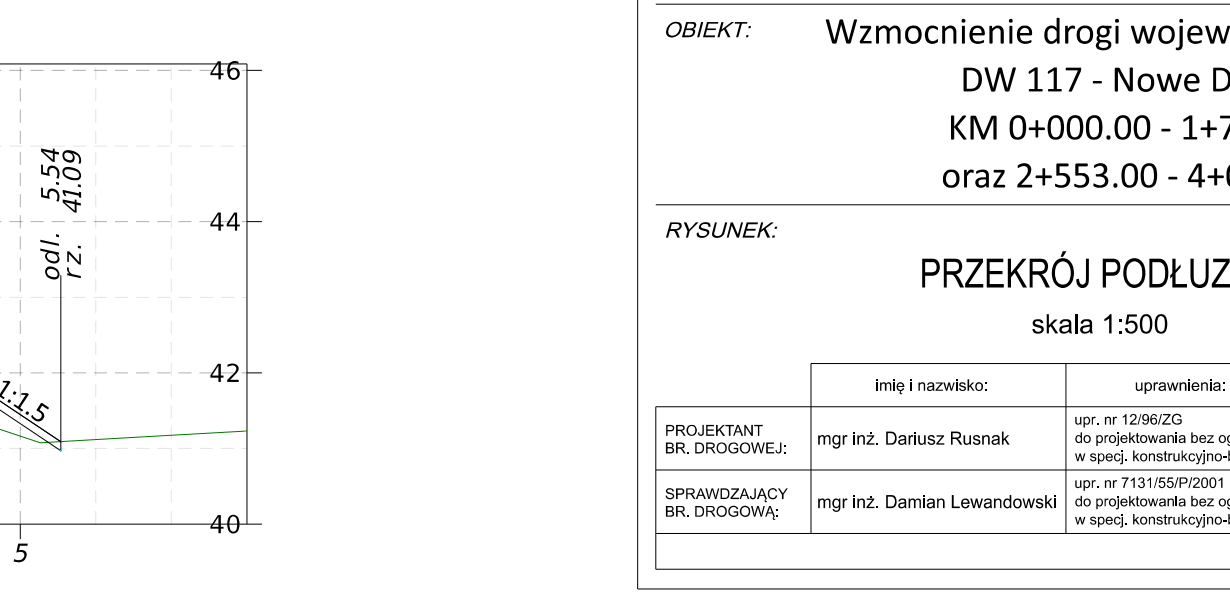 46
44
42
40
5
odl. 5.54
rz. 41.09
1:1.5
OBIEKT:
Wzmocnienie drogi wojew
DW 117 - Nowe D
KM 0+000.00 - 1+7
oraz 2+553.00 - 4+0
RYSUNEK:
PRZEKRÓJ PODŁUZ
skala 1:500
imię i nazwisko:
uprawnienia:
PROJEKTANT
BR. DROGOWEJ:
mgr inż. Dariusz Rusnak
upr. nr 12/96/ZG
do projektowania bez og
w specj. konstrukcyjno-b
SPRAWDZAJĄCY
BR. DROGOWĄ:
mgr inż. Damian Lewandowski
upr. nr 7131/55/P/2001
do projektowania bez og
w specj. konstrukcyjno-b